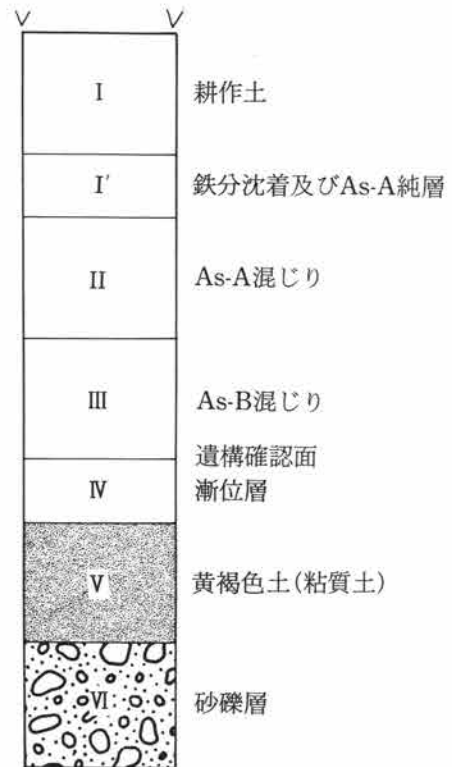 I 耕作土
I' 鉄分沈着及びAs-A純層
II As-A混じり
III As-B混じり
遺構確認面
IV 漸位層
V 黄褐色土(粘質土)
VI 砂礫層